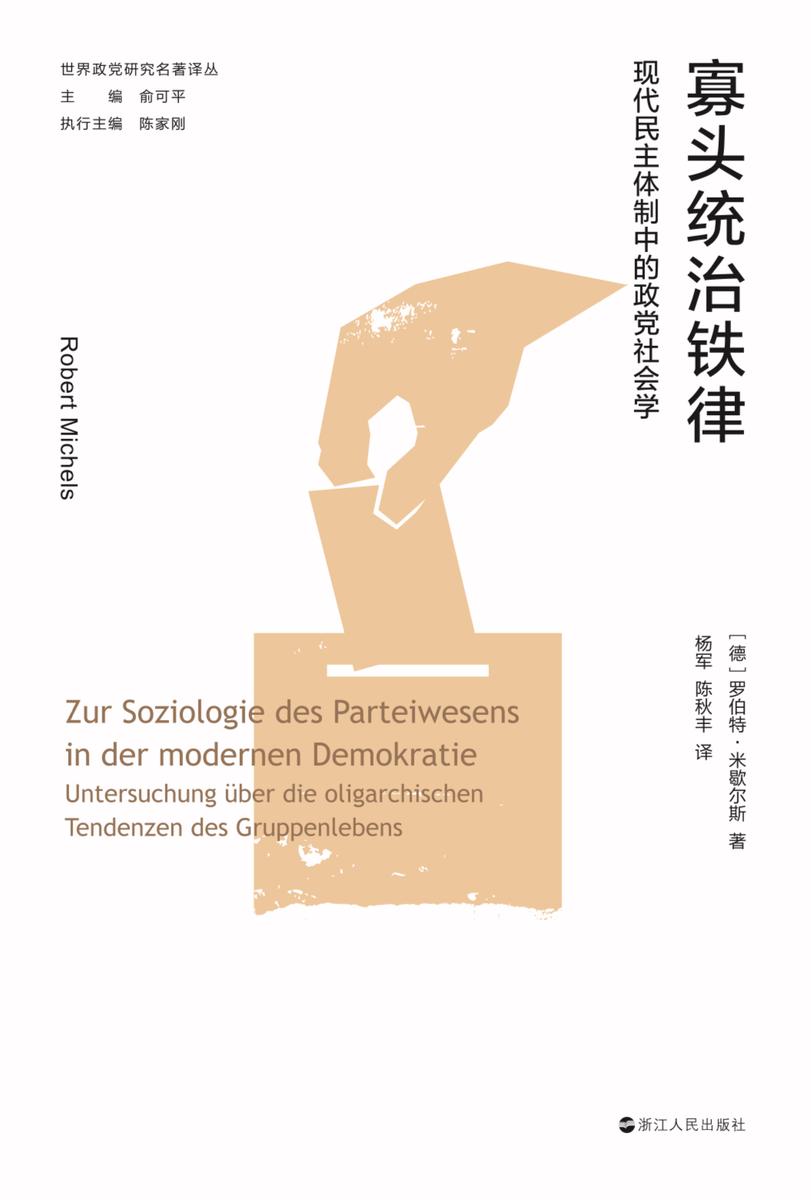 世界政党研究名著译丛
主 编 俞可平
执行主编 陈家刚
寡头统治铁律
现代民主体制中的政党社会学
Robert Michels
[德] 罗伯特·米歇尔斯 著
杨军 陈秋丰 译
Zur Soziologie des Parteiwesens
in der modernen Demokratie
Untersuchung über die oligarchischen
Tendenzen des Gruppenlebens
浙江人民出版社